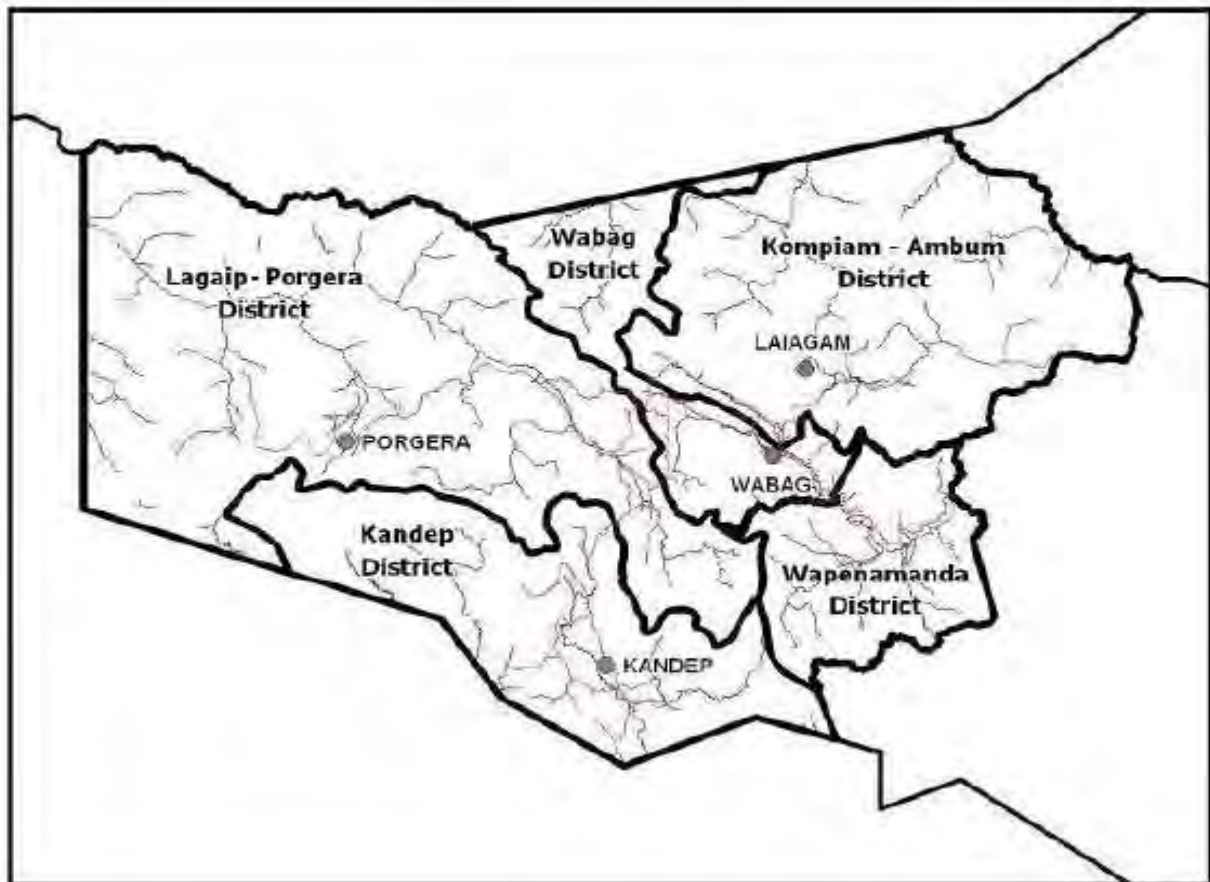 Wabag
District
Kompiam - Ambum
District
Lagaip- Porgera
District
LAIAGAM
PORGERA
WABAG
Kandep
District
Wapenamanda
District
KANDEP